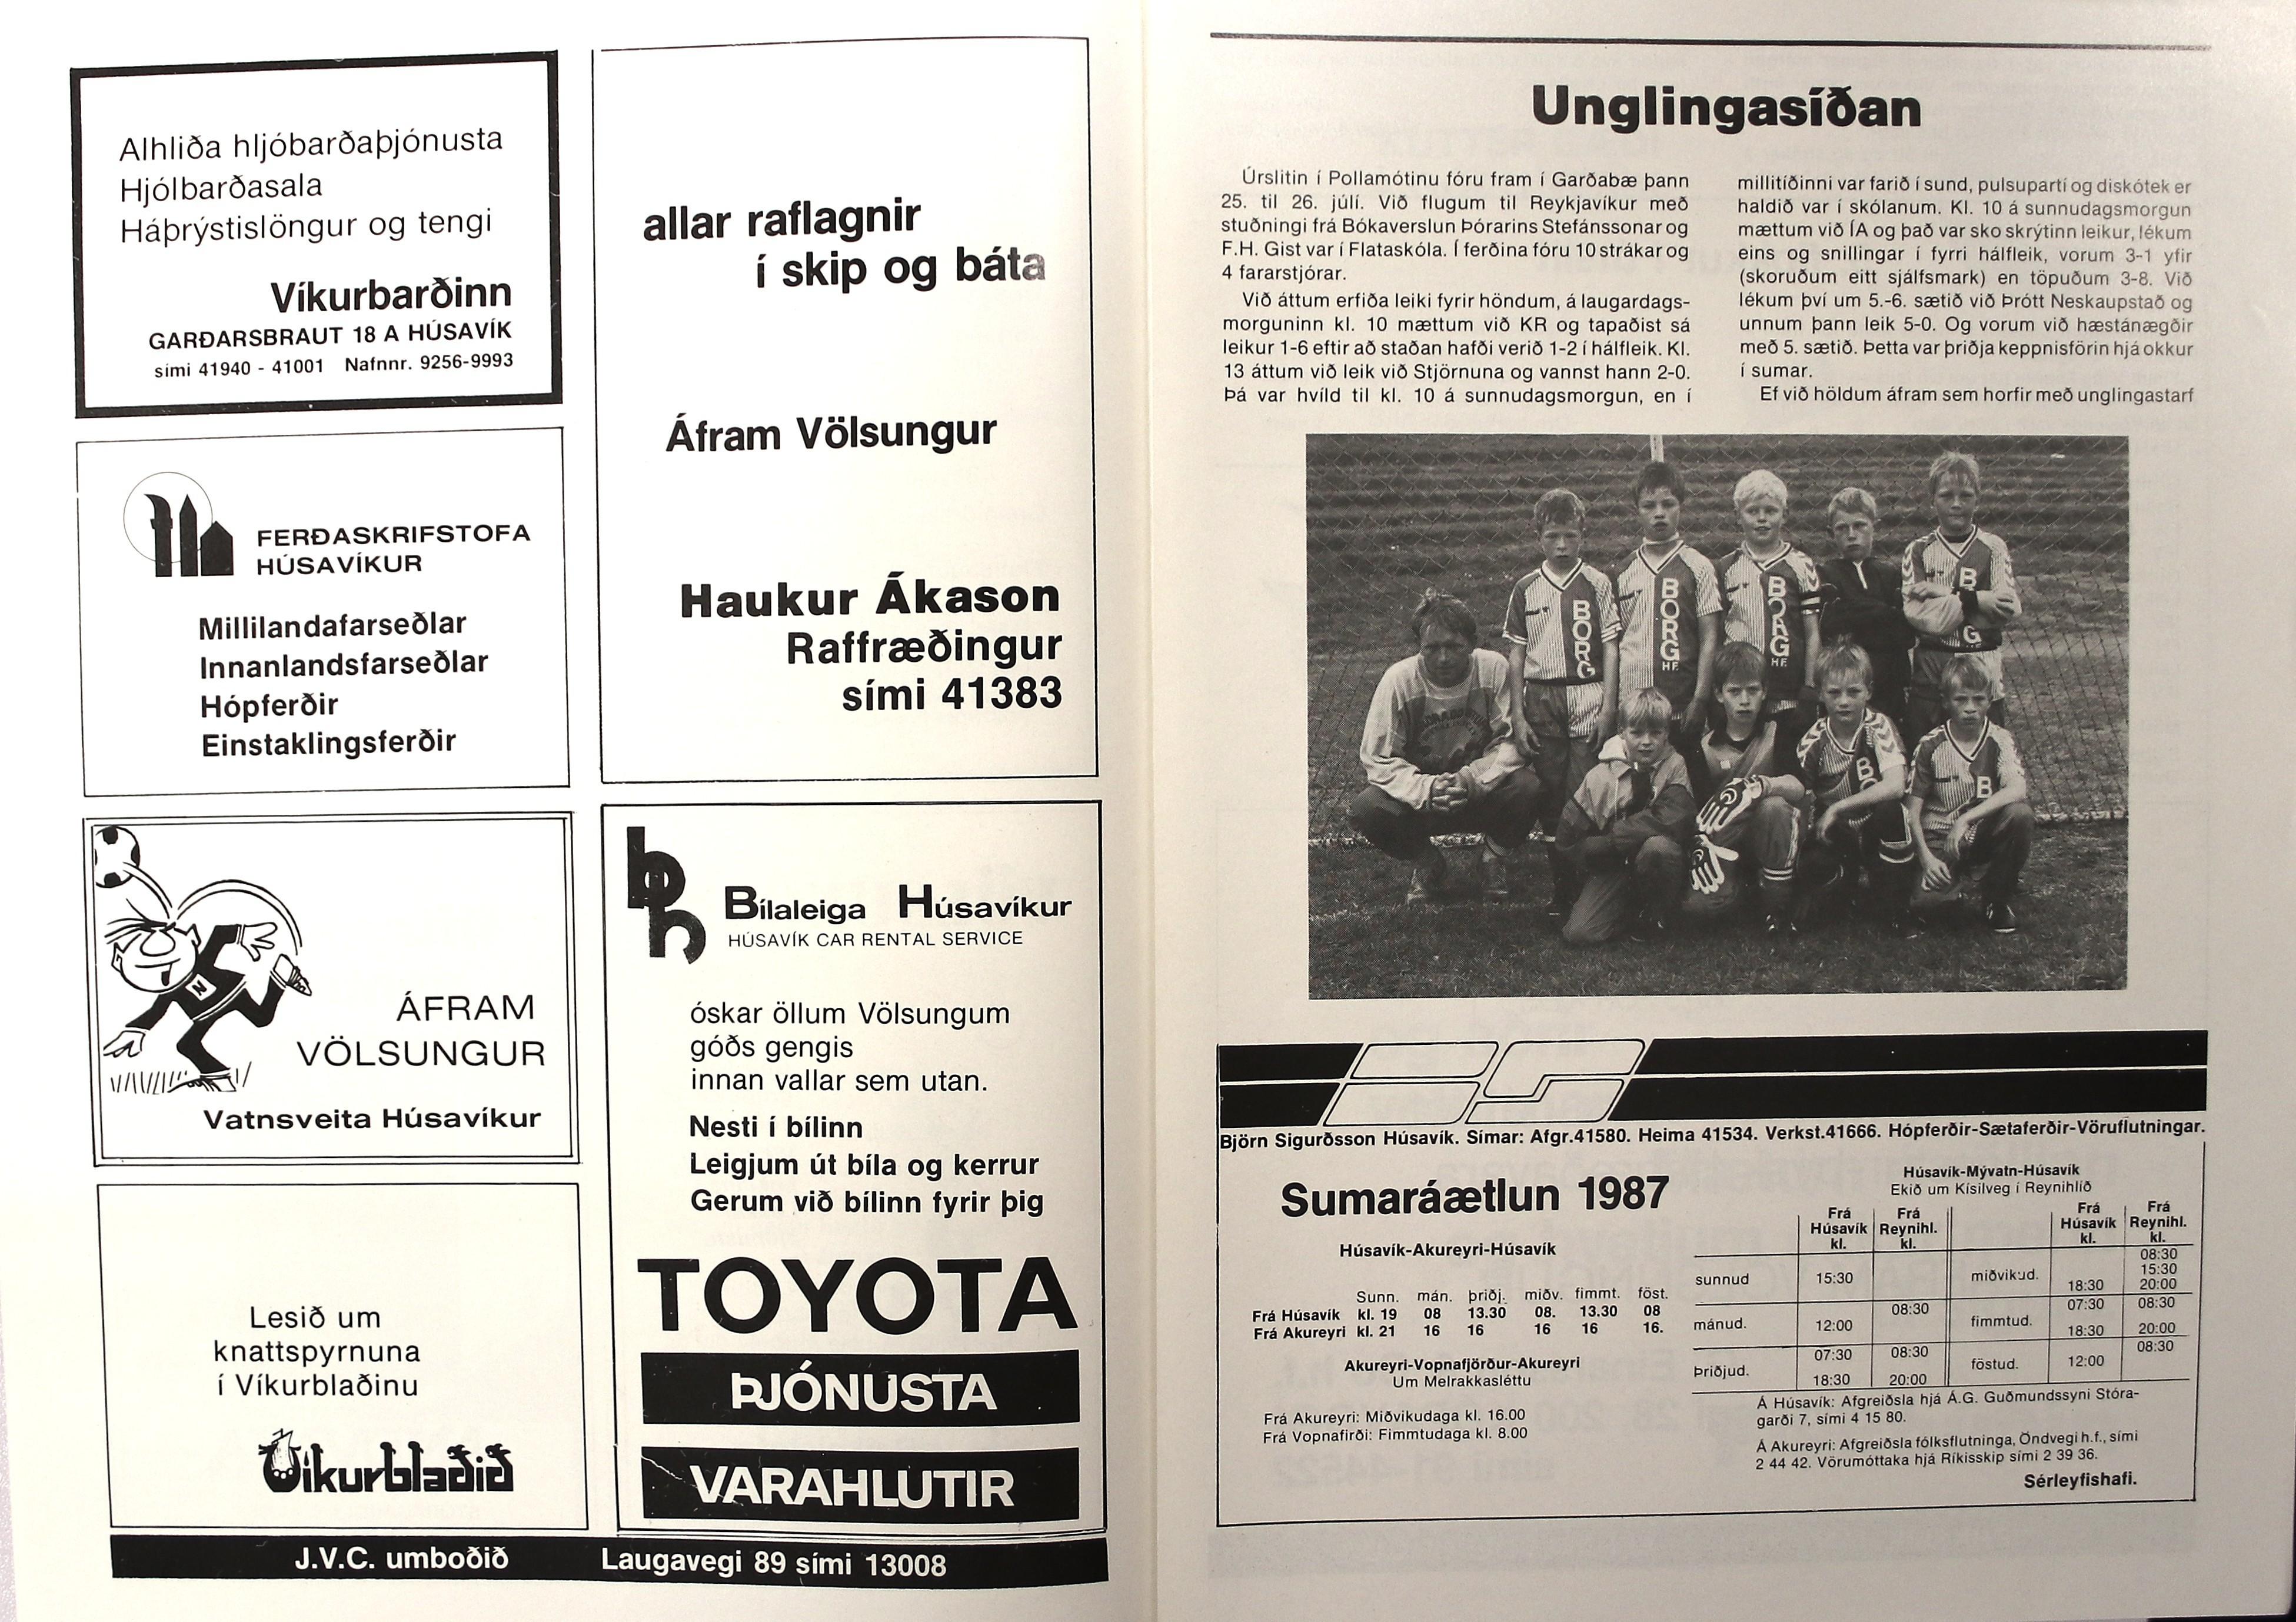 Alhliða hljóbarðaþjónusta
Hjólbarðasala
Háþrýstislöngur og tengi
Víkurbarðinn
GARÐARSBRAUT 18 A HÚSAVÍK
sími 41940 - 41001 Nafnnr. 9256-9993
FERÐASKRIFSTOFA
HÚSAVÍKUR
Millilandafarseðlar
Innanlandsfarseðlar
Hópferðir
Einstaklingsferðir
ÁFRAM
VÖLSUNGUR
Vatnsveita Húsavíkur
Lesið um
knattspyrnuna
í Víkurblaðinu
Víkurblaðið
allar raflagnir
í skip og báta
Áfram Völsungur
Haukur Ákason
Raffræðingur
sími 41383
Bílaleiga Húsavíkur
HÚSAVÍK CAR RENTAL SERVICE
óskar öllum Völsungum
góðs gengis
innan vallar sem utan.
Nesti í bílinn
Leigjum út bíla og kerrur
Gerum við bílinn fyrir þig
TOYOTA
ÞJÓNUSTA
VARAHLUTIR
J.V.C. umboðið Laugavegi 89 sími 13008
Unglingasíðan
Úrslitin í Pollamótinu fóru fram í Garðabæ þann
25. til 26. júlí. Við flugum til Reykjavíkur með
stuðningi frá Bókaverslun Þórarins Stefánssonar og
F.H. Gist var í Flataskóla. Í ferðina fóru 10 strákar og
4 fararstjórar.
Við áttum erfiða leiki fyrir höndum, á laugardags-
morguninn kl. 10 mættum við KR og tapaðist sá
leikur 1-6 eftir að staðan hafði verið 1-2 í hálfleik. Kl.
13 áttum við leik við Stjörnuna og vannst hann 2-0.
Þá var hvíld til kl. 10 á sunnudagsmorgun, en í
millitíðinni var farið í sund, pulsupartí og diskótek er
haldið var í skólanum. Kl. 10 á sunnudagsmorgun
mættum við ÍA og það var sko skrýtinn leikur, lékum
eins og snillingar í fyrri hálfleik, vorum 3-1 yfir
(skoruðum eitt sjálfsmark) en töpuðum 3-8. Við
lékum því um 5.-6. sætið við Þrótt Neskaupstað og
unnum þann leik 5-0. Og vorum við hæstánægðir
með 5. sætið. Þetta var þriðja keppnisförin hjá okkur
í sumar.
Ef við höldum áfram sem horfir með unglingastarf
BORG
BORG
HF.
BORG
HF.
B
G
B
B
Björn Sigurðsson Húsavík. Símar: Afgr.41580. Heima 41534. Verkst.41666. Hópferðir-Sætaferðir-Vöruflutningar.
Sumaráætlun 1987
Húsavík-Akureyri-Húsavík
Sunn. mán. þriðj. miðv. fimmt. föst.
Frá Húsavík kl. 19 08 13.30 08. 13.30 08
Frá Akureyri kl. 21 16 16 16 16 16.
Akureyri-Vopnafjörður-Akureyri
Um Melrakkasléttu
Frá Akureyri: Miðvikudaga kl. 16.00
Frá Vopnafirði: Fimmtudaga kl. 8.00
Húsavík-Mývatn-Húsavík
Ekið um Kísilveg í Reynihlíð
Frá Frá Frá Frá
Húsavík Reynihl. Húsavík Reynihl.
kl. kl. kl. kl.
08:30
15:30
sunnud 15:30 miðvikud. 18:30 20:00
08:30 07:30 08:30
mánud. 12:00 fimmtud. 18:30 20:00
07:30 08:30 08:30
þriðjud. 18:30 20:00 föstud. 12:00
Á Húsavík: Afgreiðsla hjá Á.G. Guðmundssyni Stóra-
garði 7, sími 4 15 80.
Á Akureyri: Afgreiðsla fólksflutninga, Öndvegi h.f., sími
2 44 42. Vörumóttaka hjá Ríkisskip sími 2 39 36.
Sérleyfishafi.